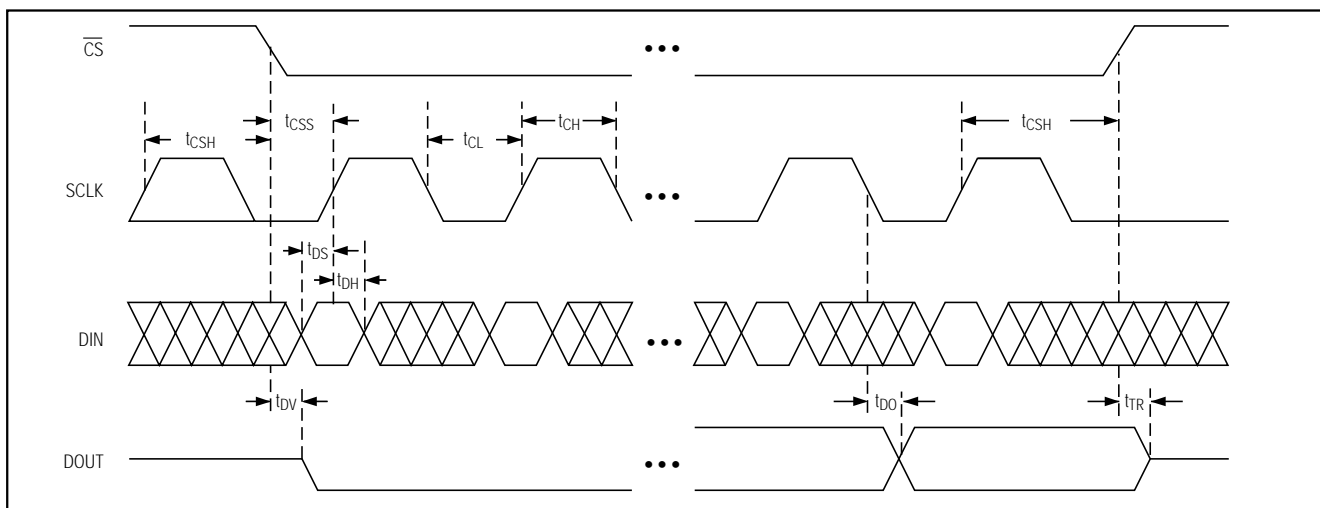 CS
tCSH
tCSS
tCL
tCH
tCSH
SCLK
tDS
tDH
DIN
tDV
tDO
tTR
DOUT